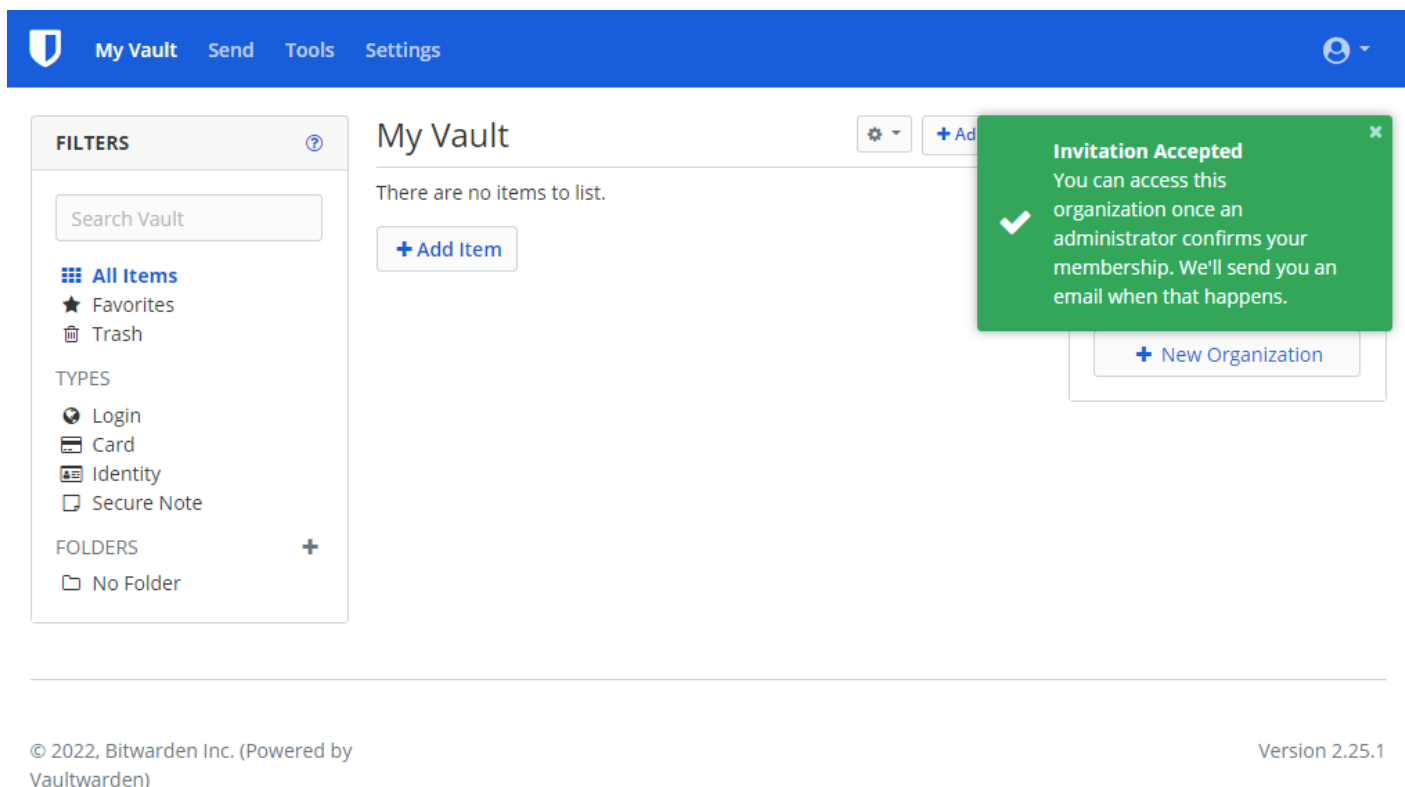 My Vault Send Tools Settings
FILTERS
Search Vault
All Items
Favorites
Trash
TYPES
Login
Card
Identity
Secure Note
FOLDERS
No Folder
My Vault
There are no items to list.
Add Item
Invitation Accepted
You can access this
organization once an
administrator confirms your
membership. We'll send you an
email when that happens.
New Organization
© 2022, Bitwarden Inc. (Powered by
Vaultwarden)
Version 2.25.1